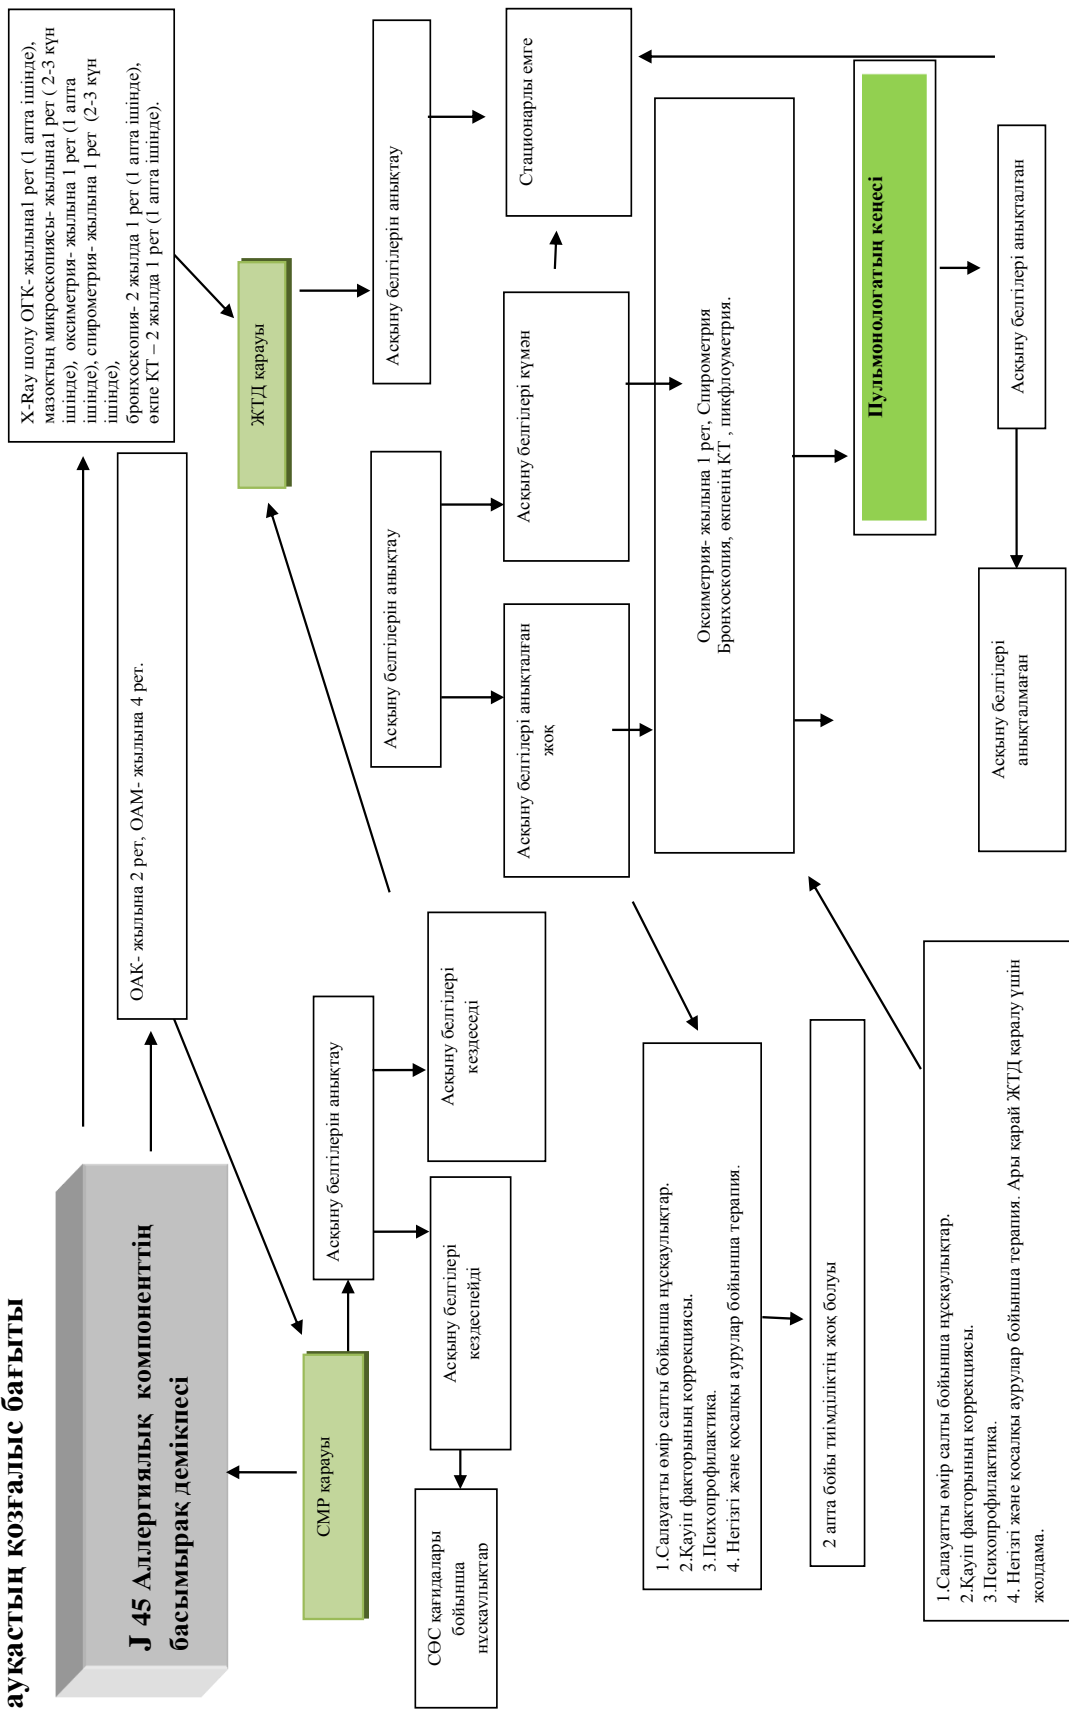 ауқастың қозғалыс бағыты
J 45 Аллергиялық компоненттің
басымырақ демікпесі
ОАК- жылына 2 рет, ОАМ- жылына 4 рет.
X-Ray шолу ОГК- жылына1 рет (1 апта ішінде),
мазоктың микроскопиясы- жылына1 рет ( 2-3 күн
ішінде), оксиметрия- жылына 1 рет (1 апта
ішінде), спирометрия- жылына 1 рет (2-3 күн
ішінде),
бронхоскопия- 2 жылда 1 рет (1 апта ішінде),
өкпе КТ – 2 жылда 1 рет (1 апта ішінде).
СМР қарауы
Асқыну белгілерін анықтау
ЖТД қарауы
Асқыну белгілері
кездеспейді
Асқыну белгілері
кездеседі
Асқыну белгілерін анықтау
Асқыну белгілерін анықтау
СӨС қағидалары
бойынша
нұсқаулықтар
Асқыну белгілері анықталған
жоқ
Асқыну белгілері күмән
Стационарлы емге
1.Салауатты өмір салты бойынша нұсқаулықтар.
2.Қауіп факторының коррекциясы.
3.Психопрофилактика.
4. Негізгі және қосалқы аурулар бойынша терапия.
Оксиметрия- жылына 1 рет, Спирометрия
Бронхоскопия, өкпенің КТ , пикфлоуметрия.
2 апта бойы тиімділіктің жоқ болуы
Пульмонологатың кеңесі
1.Салауатты өмір салты бойынша нұсқаулықтар.
2.Қауіп факторының коррекциясы.
3.Психопрофилактика.
4. Негізгі және қосалқы аурулар бойынша терапия. Ары қарай ЖТД қаралу үшін
жолдама.
Асқыну белгілері
анықталмаған
Асқыну белгілері анықталған